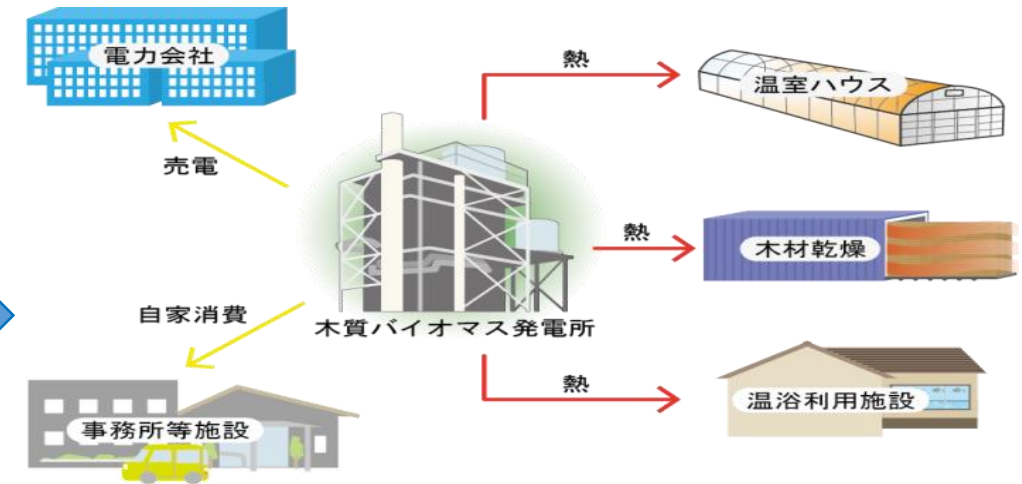 電力会社
熱
温室ハウス
売電
熱
木材乾燥
自家消費
木質バイオマス発電所
熱
温浴利用施設
事務所等施設